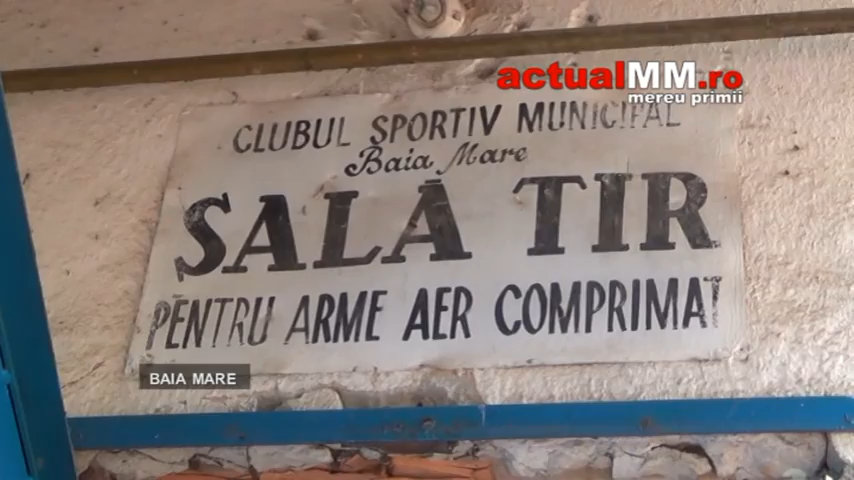 actualMM.ro
mereu primii
CLUBUL SPORTIV MUNICIPAL
Baia Mare
SALĂ TIR
PENTRU ARME AER COMPRIMAT
BAIA MARE